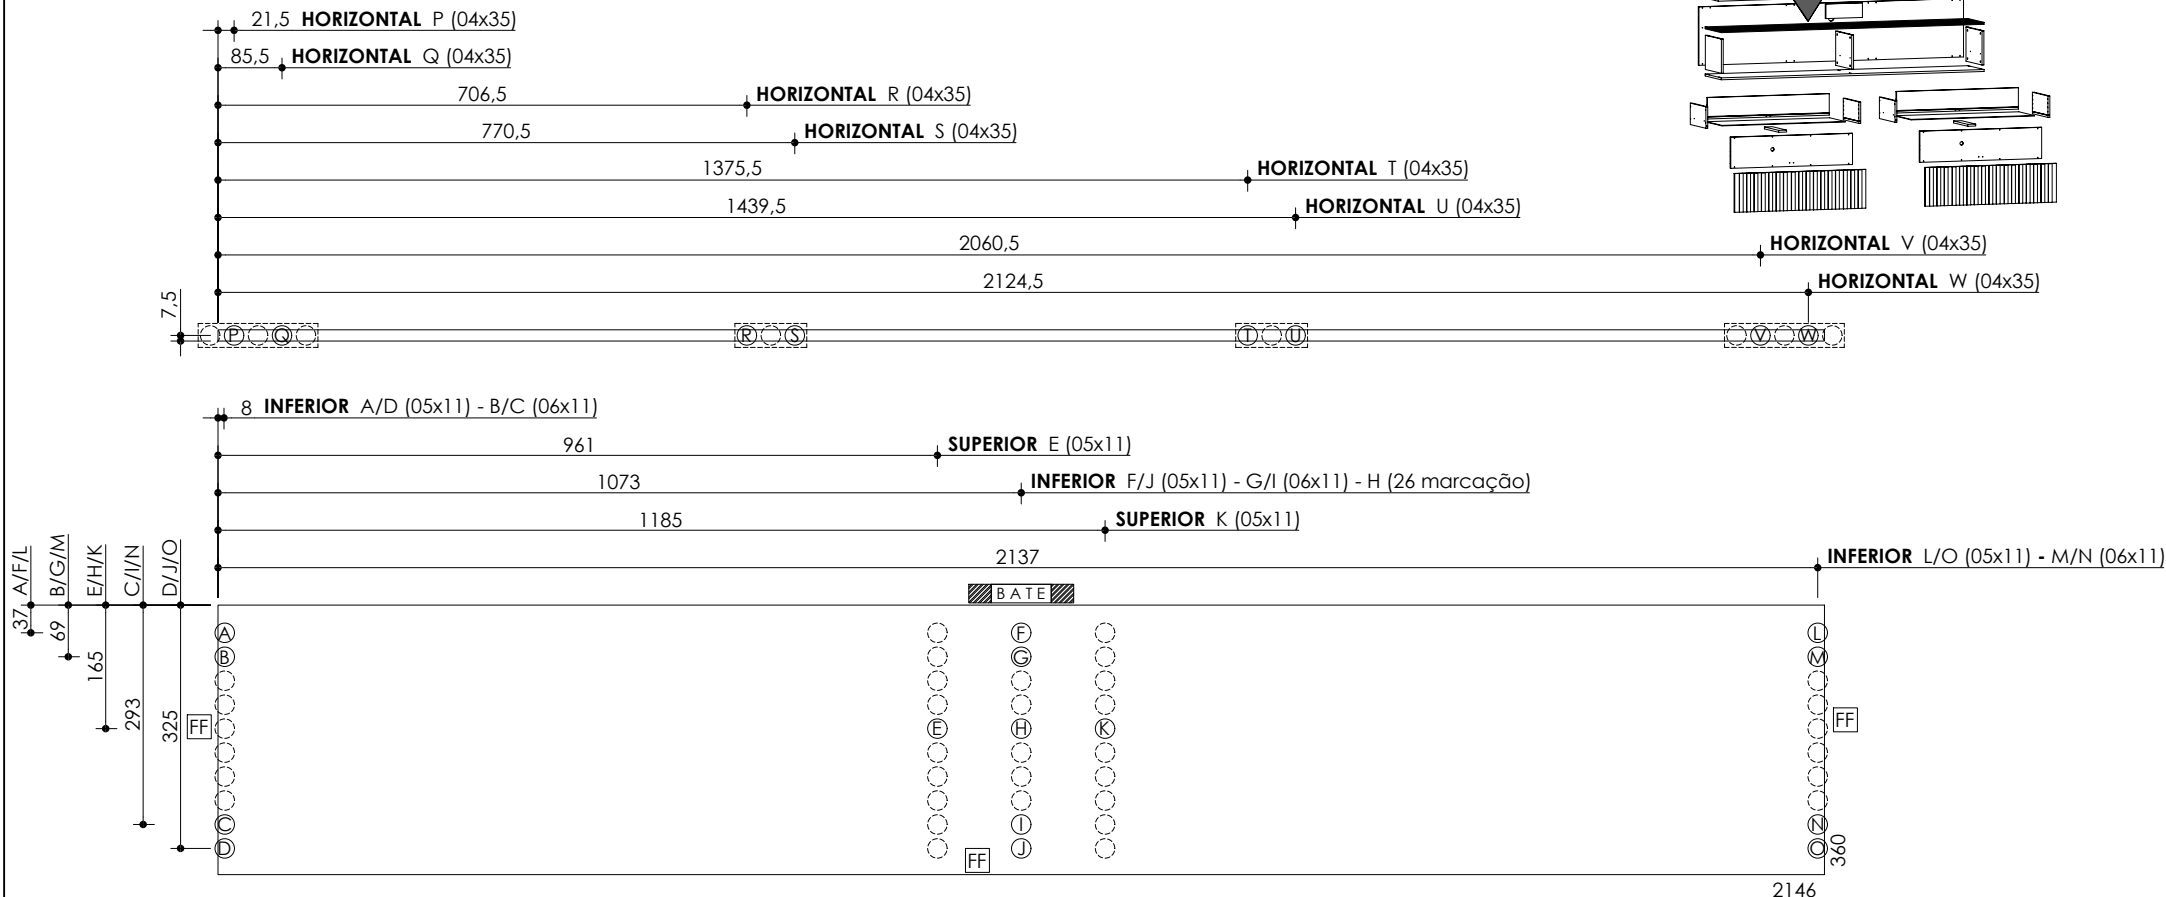 21,5 HORIZONTAL P (04x35)
85,5 HORIZONTAL Q (04x35)
706,5 HORIZONTAL R (04x35)
770,5 HORIZONTAL S (04x35)
1375,5 HORIZONTAL T (04x35)
1439,5 HORIZONTAL U (04x35)
2060,5 HORIZONTAL V (04x35)
2124,5 HORIZONTAL W (04x35)
7,5
P Q R S T U V W
8 INFERIOR A/D (05x11) - B/C (06x11)
961 SUPERIOR E (05x11)
1073 INFERIOR F/J (05x11) - G/I (06x11) - H (26 marcação)
1185 SUPERIOR K (05x11)
2137 INFERIOR L/O (05x11) - M/N (06x11)
37 A/F/L
69 B/G/M
165 E/H/K
293 C/I/N
325 D/J/O
BATE
A F L
B G M
FF E H K FF
C I N
D J O
FF
360
2146